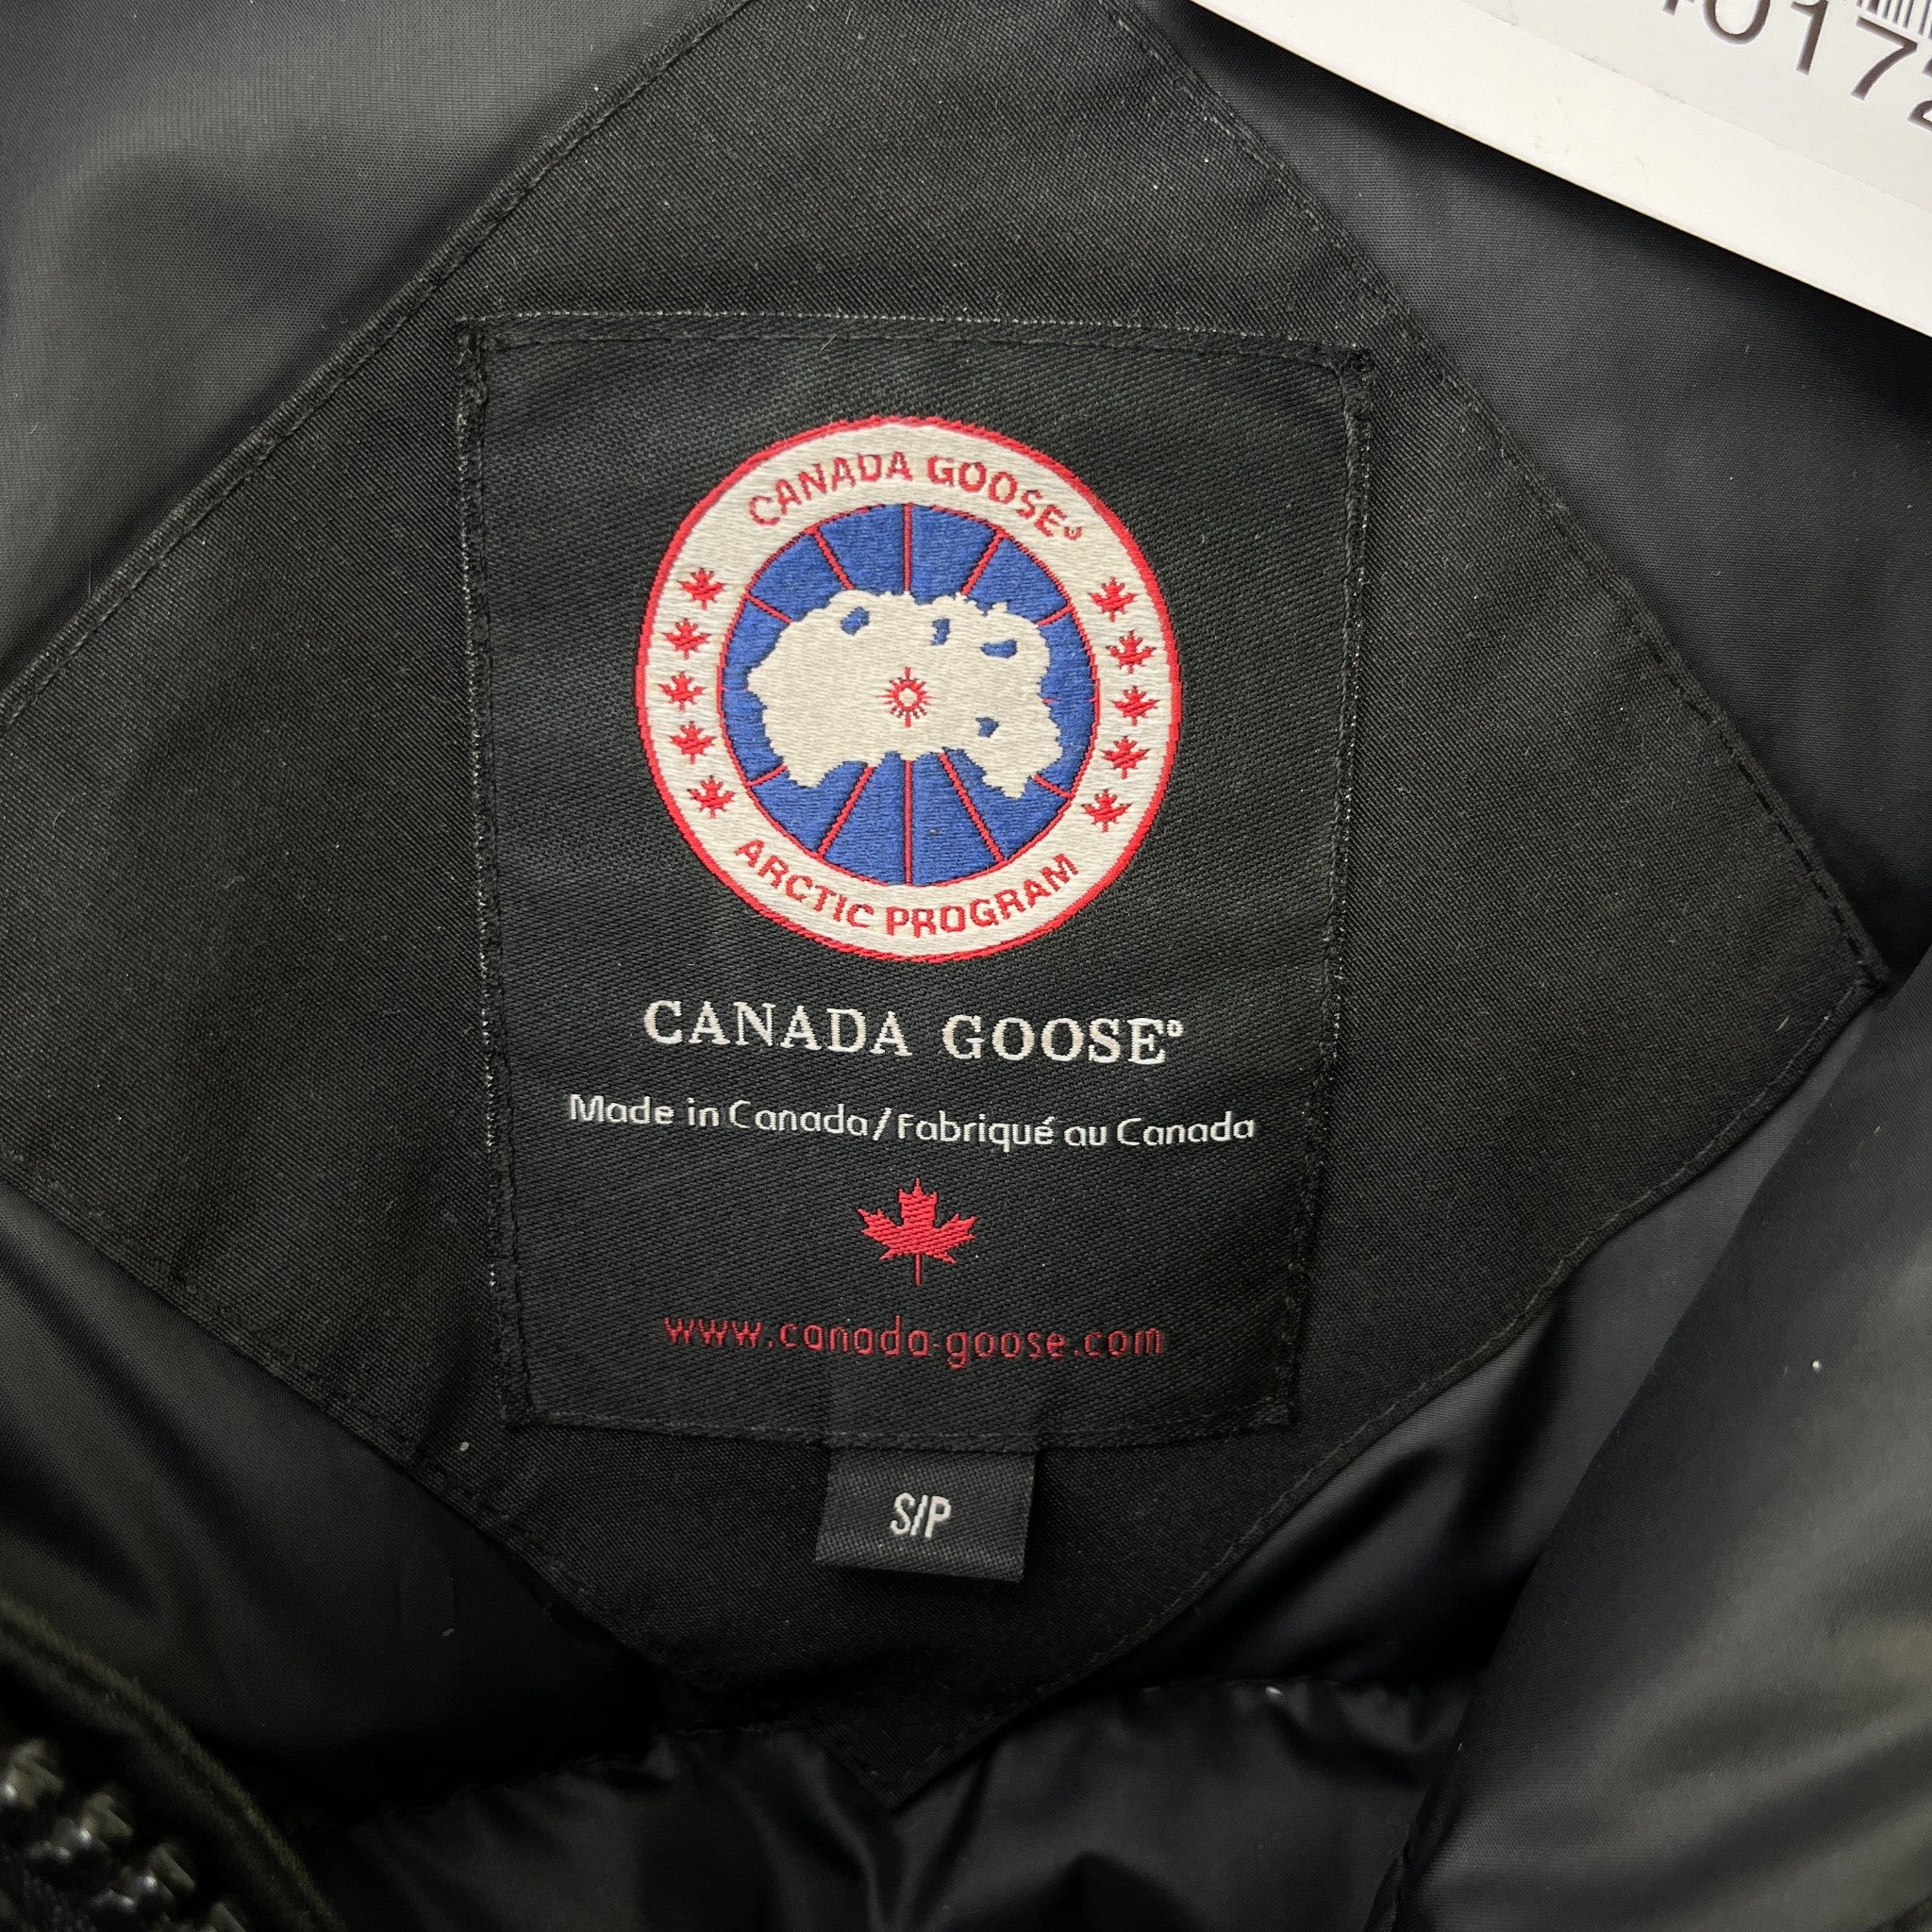 CANADA GOOSE
ARCTIC PROGRAM
CANADA GOOSE®
Made in Canada/Fabriqué au Canada
www.canada-goose.com
S/P